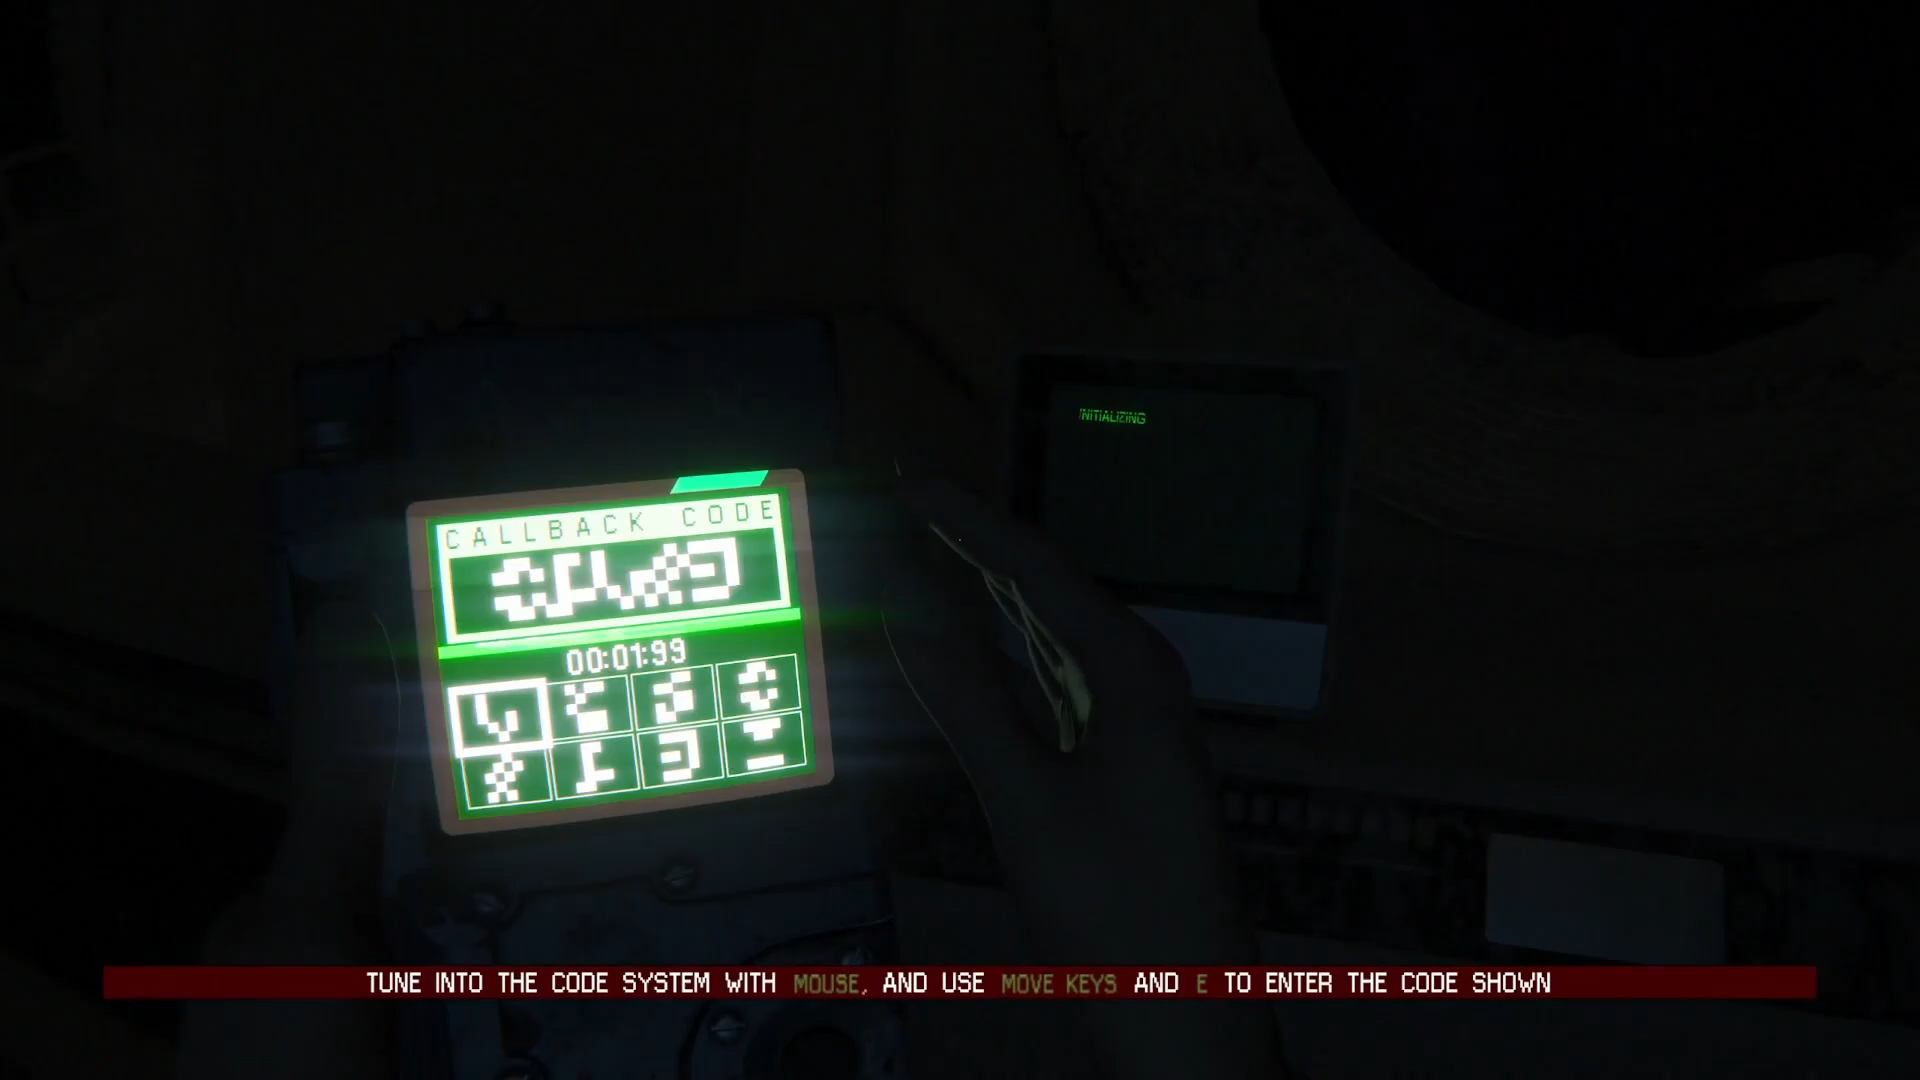 INITIALIZING
CALLBACK CODE
00:01:99
TUNE INTO THE CODE SYSTEM WITH MOUSE, AND USE MOVE KEYS AND E TO ENTER THE CODE SHOWN